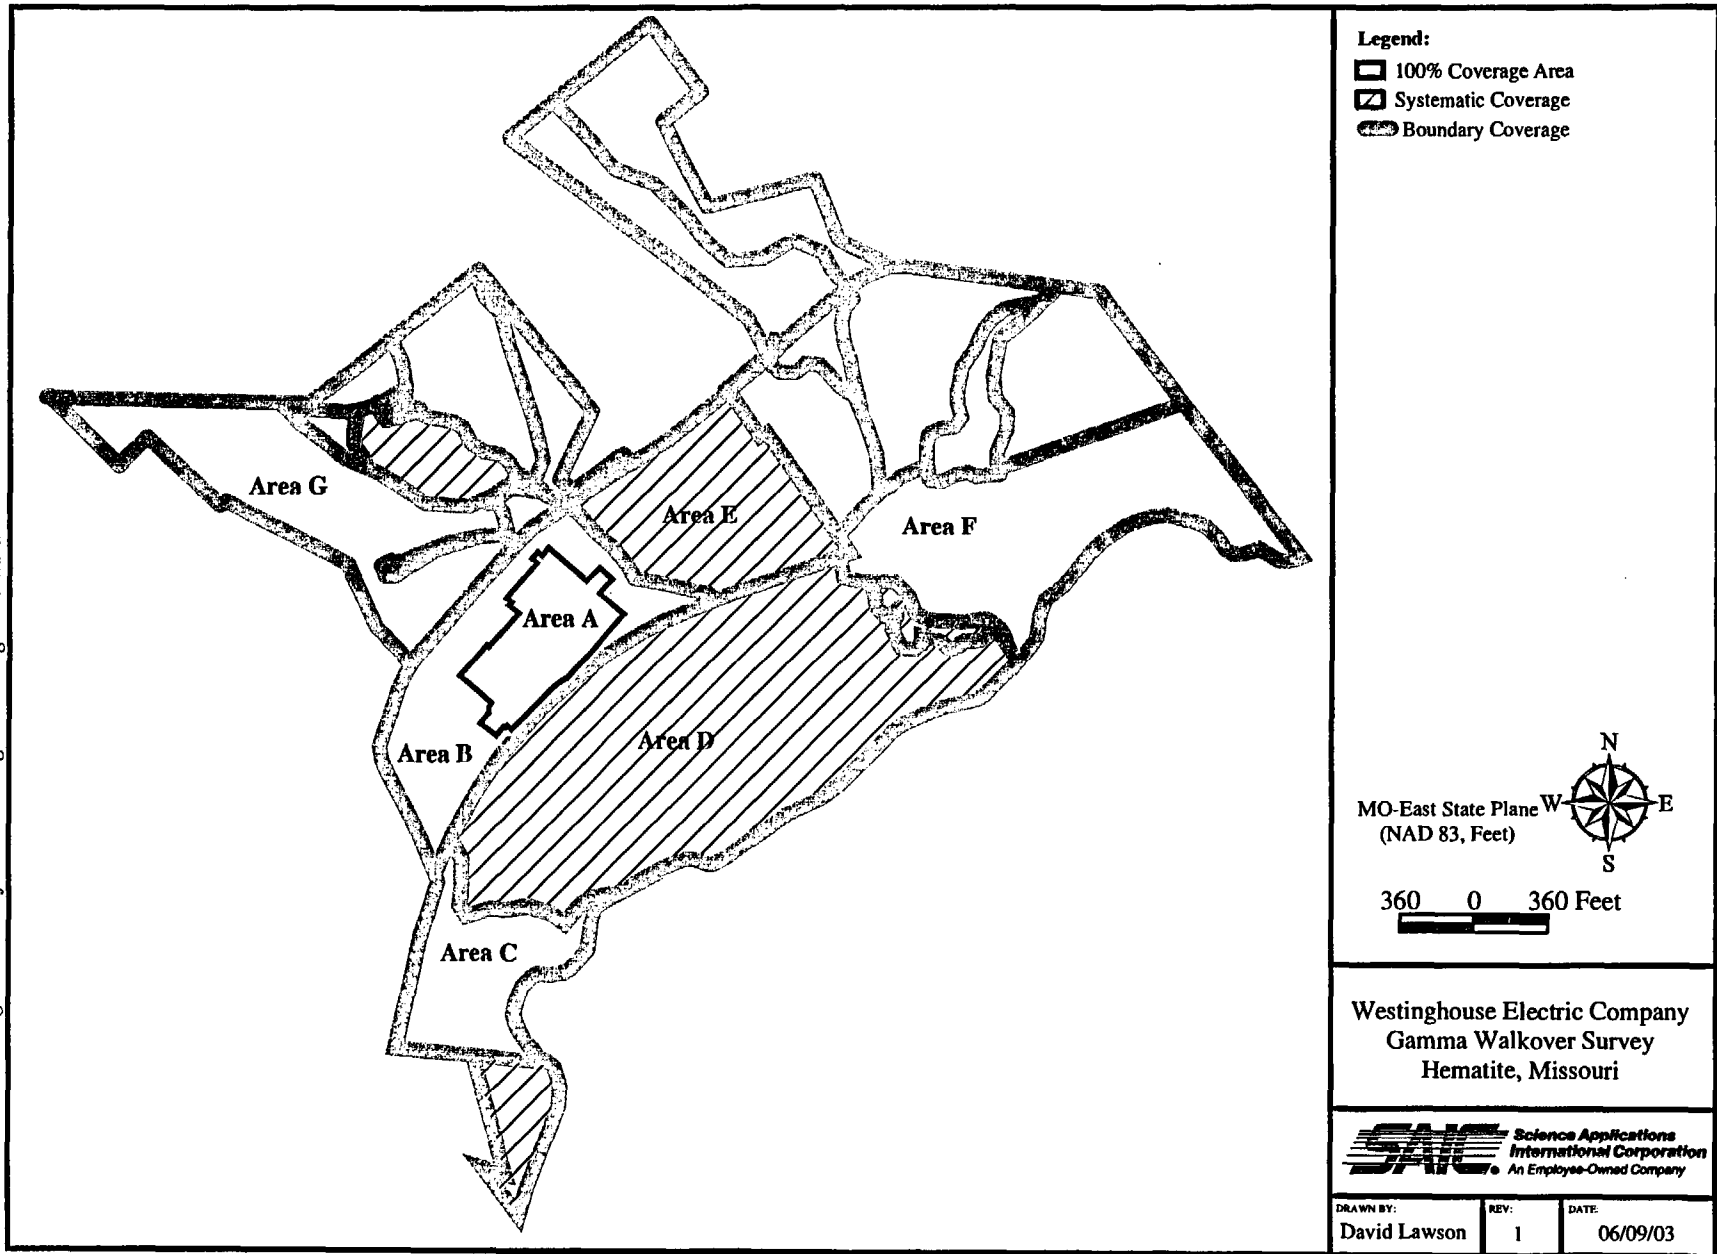 Legend:
100% Coverage Area
Systematic Coverage
Boundary Coverage
Area G
Area E
Area F
Area A
Area D
Area B
Area C
N
MO-East State Plane W E
(NAD 83, Feet)
S
360 0 360 Feet
Westinghouse Electric Company
Gamma Walkover Survey
Hematite, Missouri
SAIC
Science Applications
International Corporation
An Employee-Owned Company
DRAWN BY:
David Lawson
REV:
1
DATE:
06/09/03